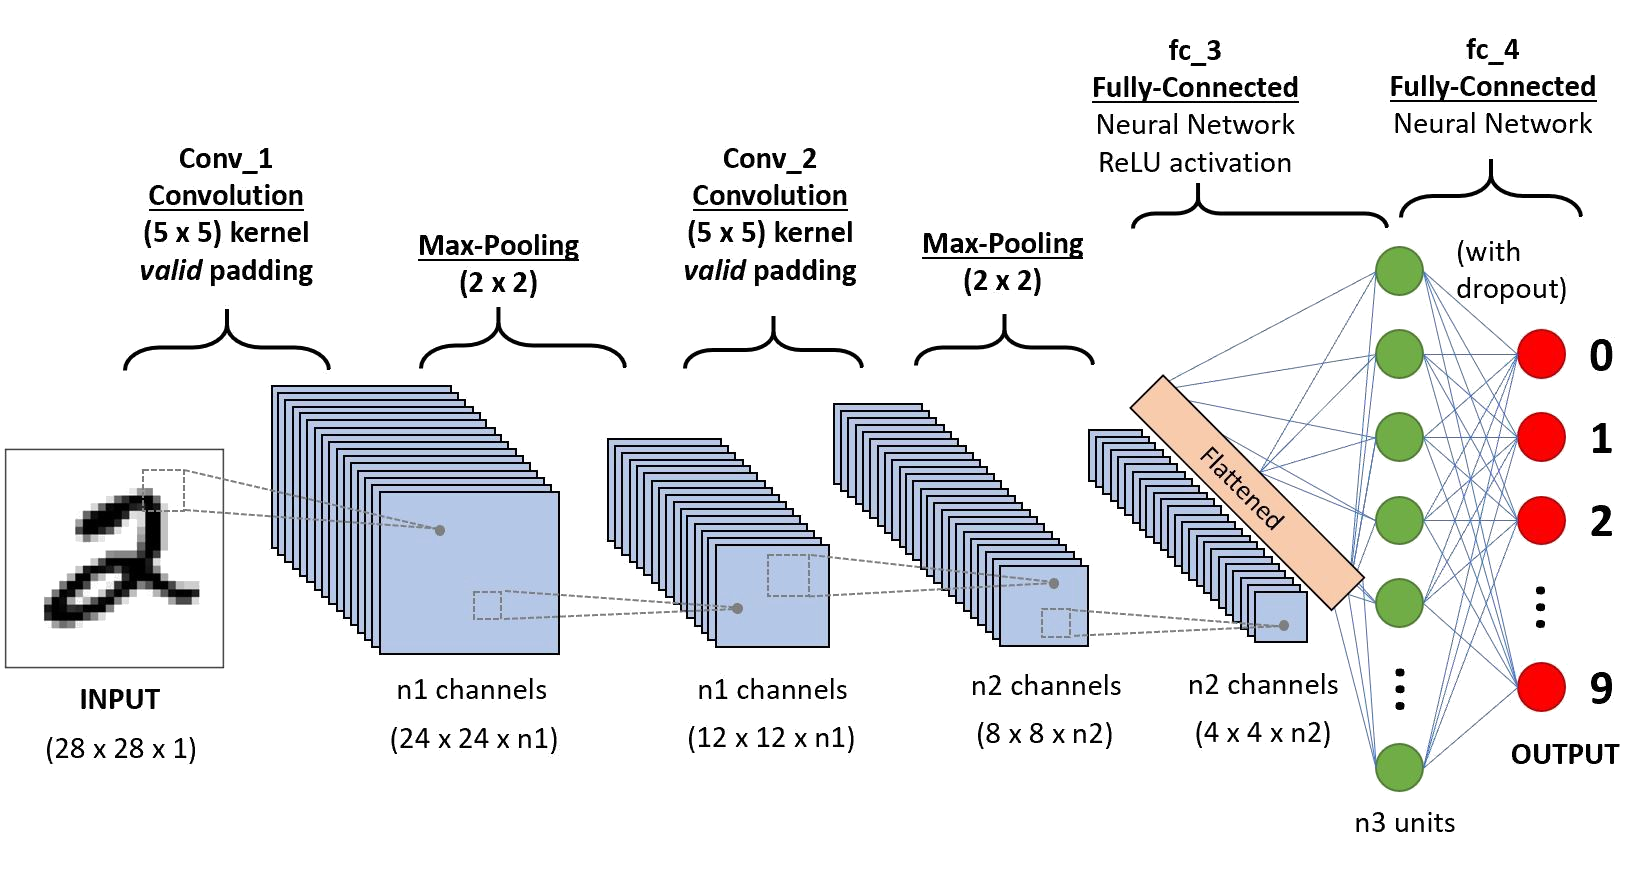 Conv_1
Convolution
(5 x 5) kernel
valid padding
Max-Pooling
(2 x 2)
Conv_2
Convolution
(5 x 5) kernel
valid padding
Max-Pooling
(2 x 2)
fc_3
Fully-Connected
Neural Network
ReLU activation
fc_4
Fully-Connected
Neural Network
(with
dropout)
Flattened
0
1
2
9
OUTPUT
2
INPUT
(28 x 28 x 1)
n1 channels
(24 x 24 x n1)
n1 channels
(12 x 12 x n1)
n2 channels
(8 x 8 x n2)
n2 channels
(4 x 4 x n2)
n3 units